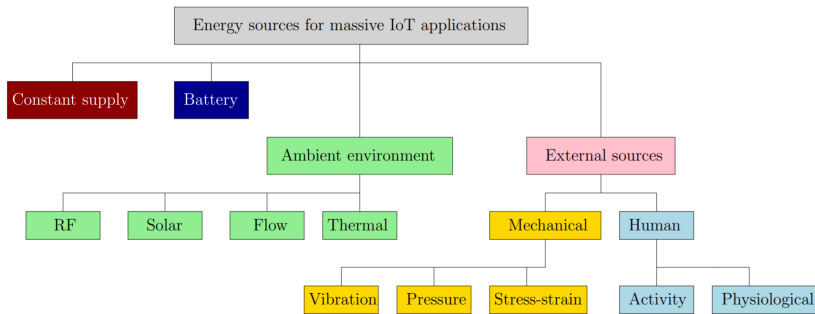 Energy sources for massive IoT applications
Constant supply
Battery
Ambient environment
External sources
RF
Solar
Flow
Thermal
Mechanical
Human
Vibration
Pressure
Stress-strain
Activity
Physiological